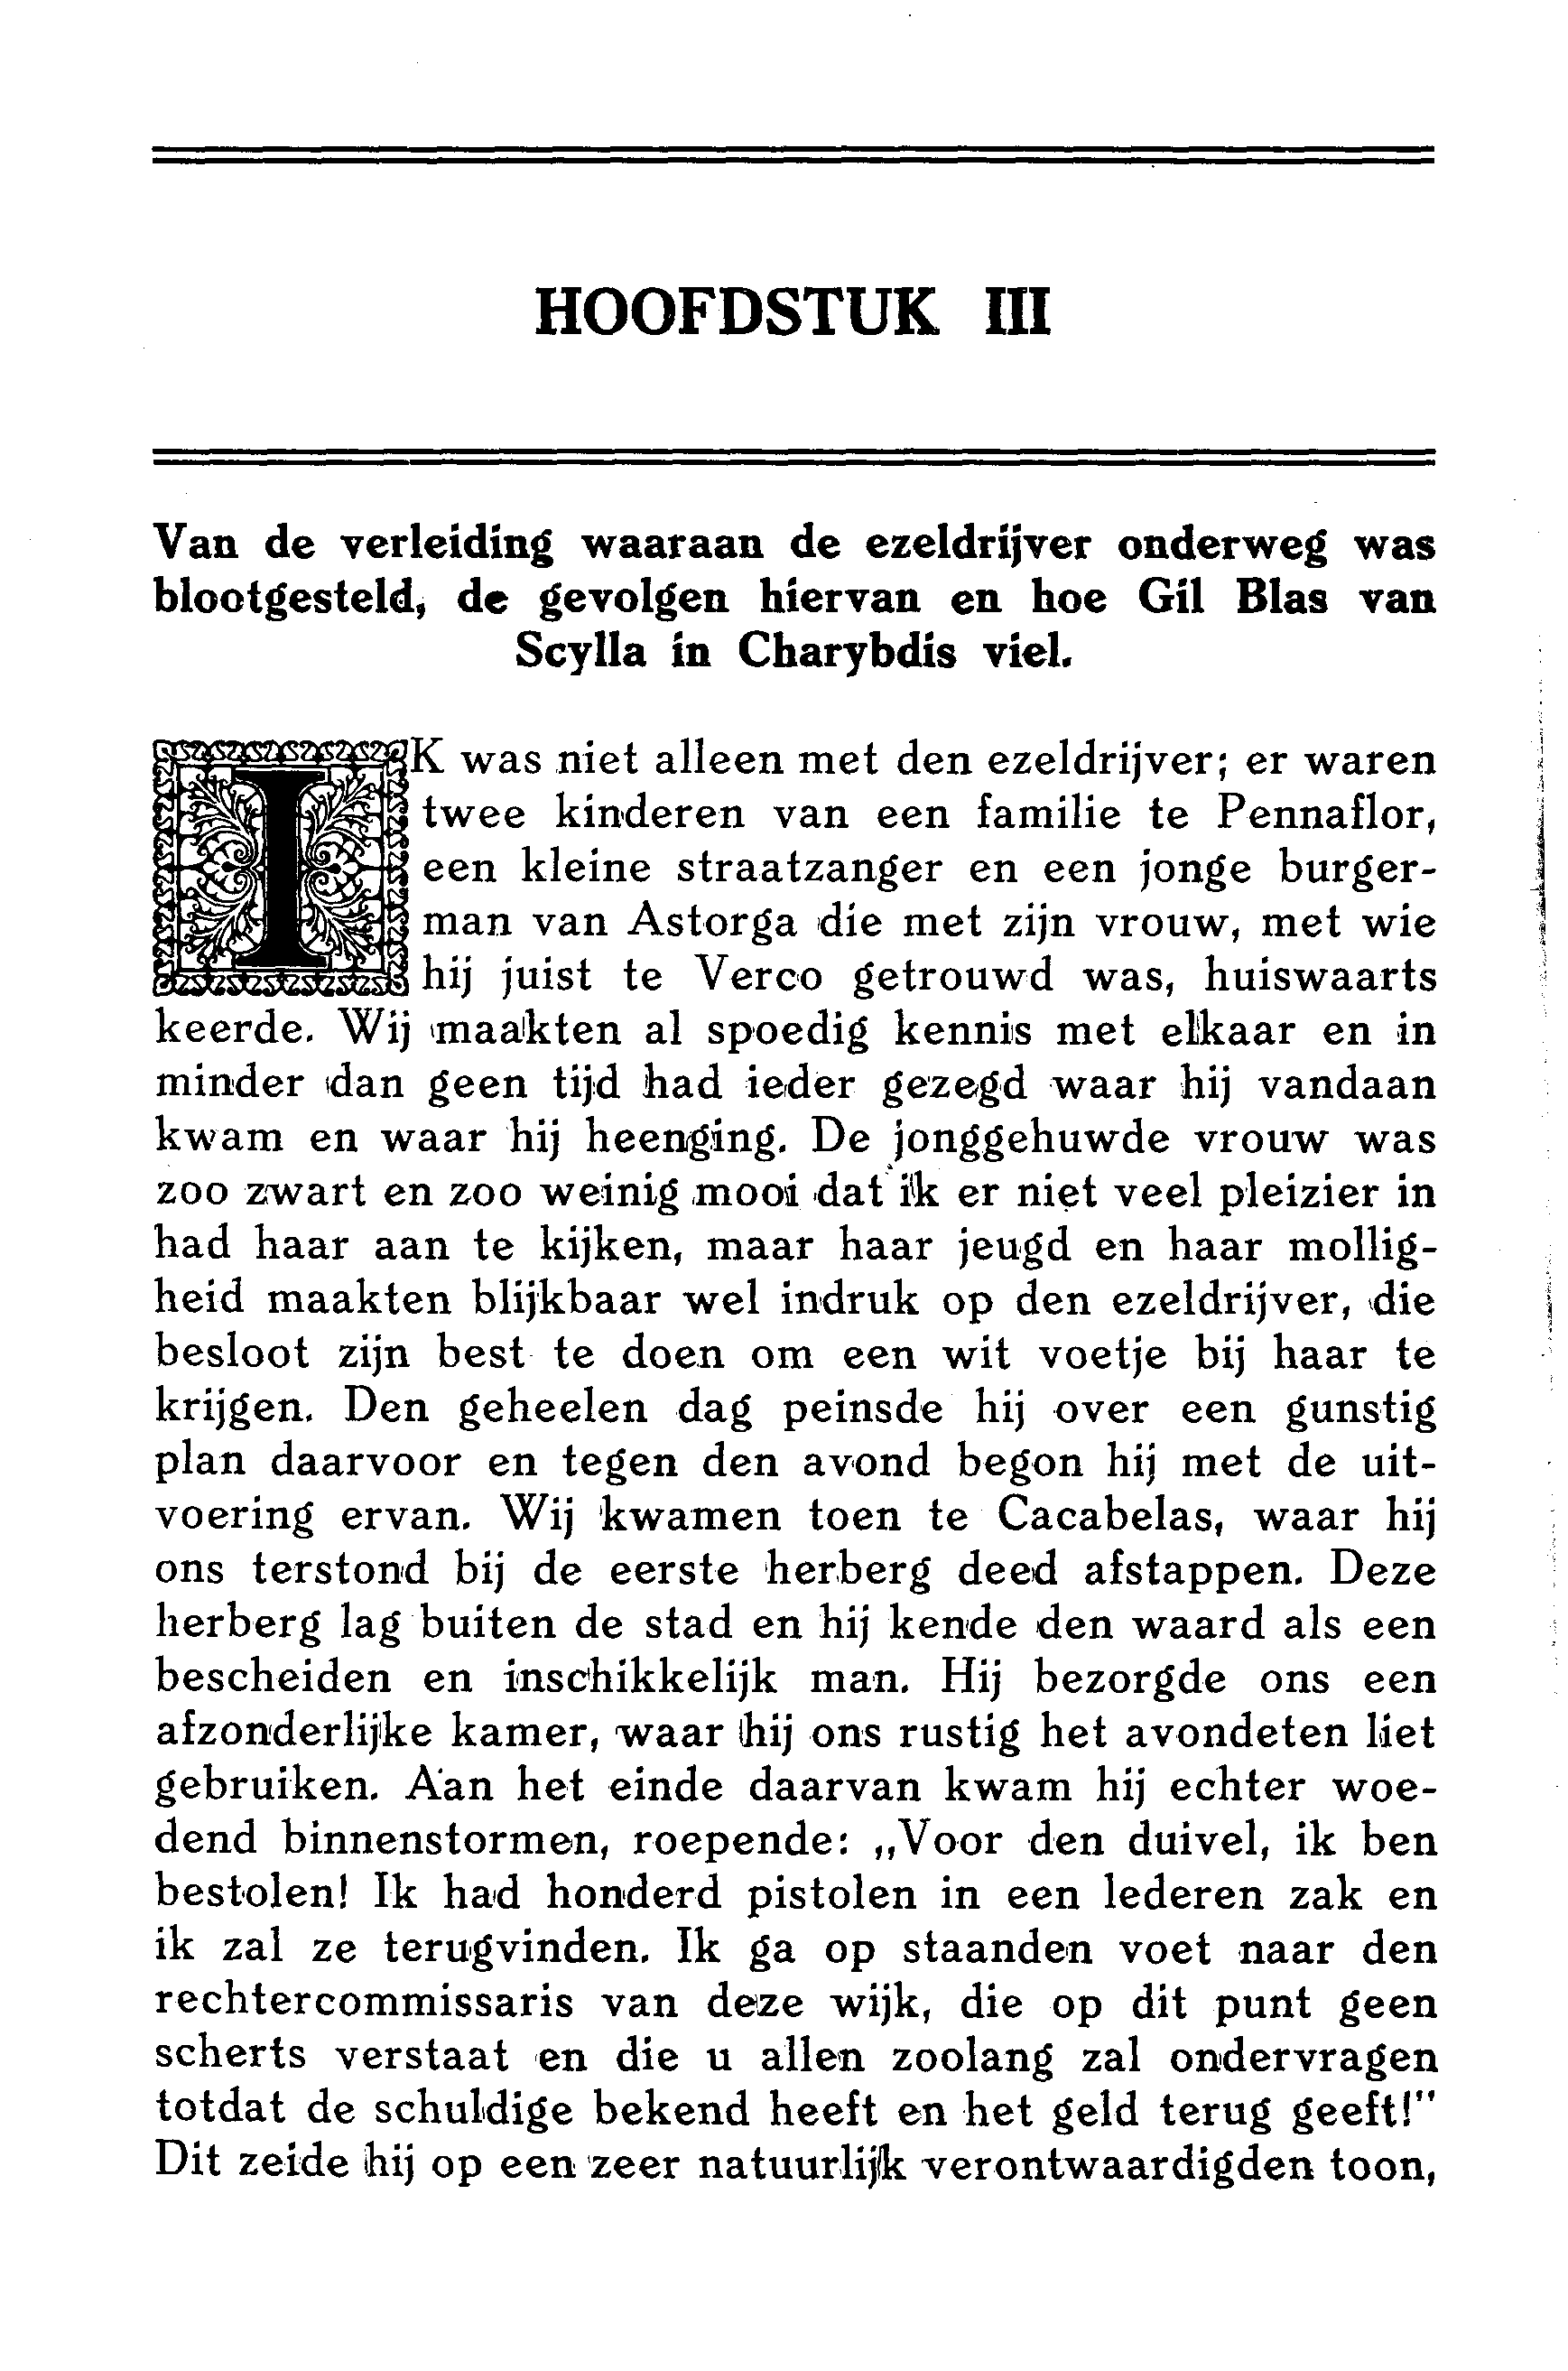 HOOFDSTUK III
Van de verleiding waaraan de ezeldrijver onderweg was
blootgesteld, de gevolgen hiervan en hoe Gil Blas van
Scylla in Charybdis viel.
IK was niet alleen met den ezeldrijver; er waren
twee kinderen van een familie te Pennaflor,
een kleine straatzanger en een jonge burger-
man van Astorga die met zijn vrouw, met wie
hij juist te Verco getrouwd was, huiswaarts
keerde. Wij maakten al spoedig kennis met elkaar en in
minder dan geen tijd had ieder gezegd waar hij vandaan
kwam en waar hij heenging. De jonggehuwde vrouw was
zoo zwart en zoo weinig mooi dat ik er niet veel pleizier in
had haar aan te kijken, maar haar jeugd en haar mollig-
heid maakten blijkbaar wel indruk op den ezeldrijver, die
besloot zijn best te doen om een wit voetje bij haar te
krijgen. Den geheelen dag peinsde hij over een gunstig
plan daarvoor en tegen den avond begon hij met de uit-
voering ervan. Wij kwamen toen te Cacabelas, waar hij
ons terstond bij de eerste herberg deed afstappen. Deze
herberg lag buiten de stad en hij kende den waard als een
bescheiden en inschikkelijk man. Hij bezorgde ons een
afzonderlijke kamer, waar hij ons rustig het avondeten liet
gebruiken. Aan het einde daarvan kwam hij echter woe-
dend binnenstormen, roepende: „Voor den duivel, ik ben
bestolen! Ik had honderd pistolen in een lederen zak en
ik zal ze terugvinden. Ik ga op staanden voet naar den
rechtercommissaris van deze wijk, die op dit punt geen
scherts verstaat en die u allen zoolang zal ondervragen
totdat de schuldige bekend heeft en het geld terug geeft!"
Dit zeide hij op een zeer natuurlijk verontwaardigden toon,